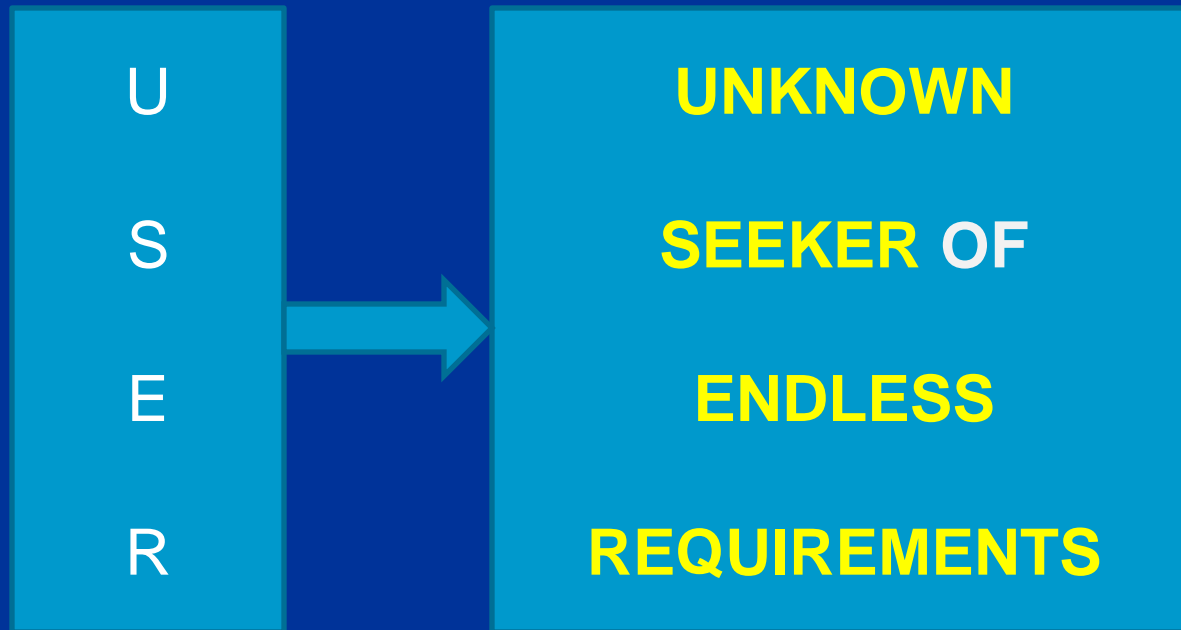 U
S
E
R
UNKNOWN
SEEKER OF
ENDLESS
REQUIREMENTS